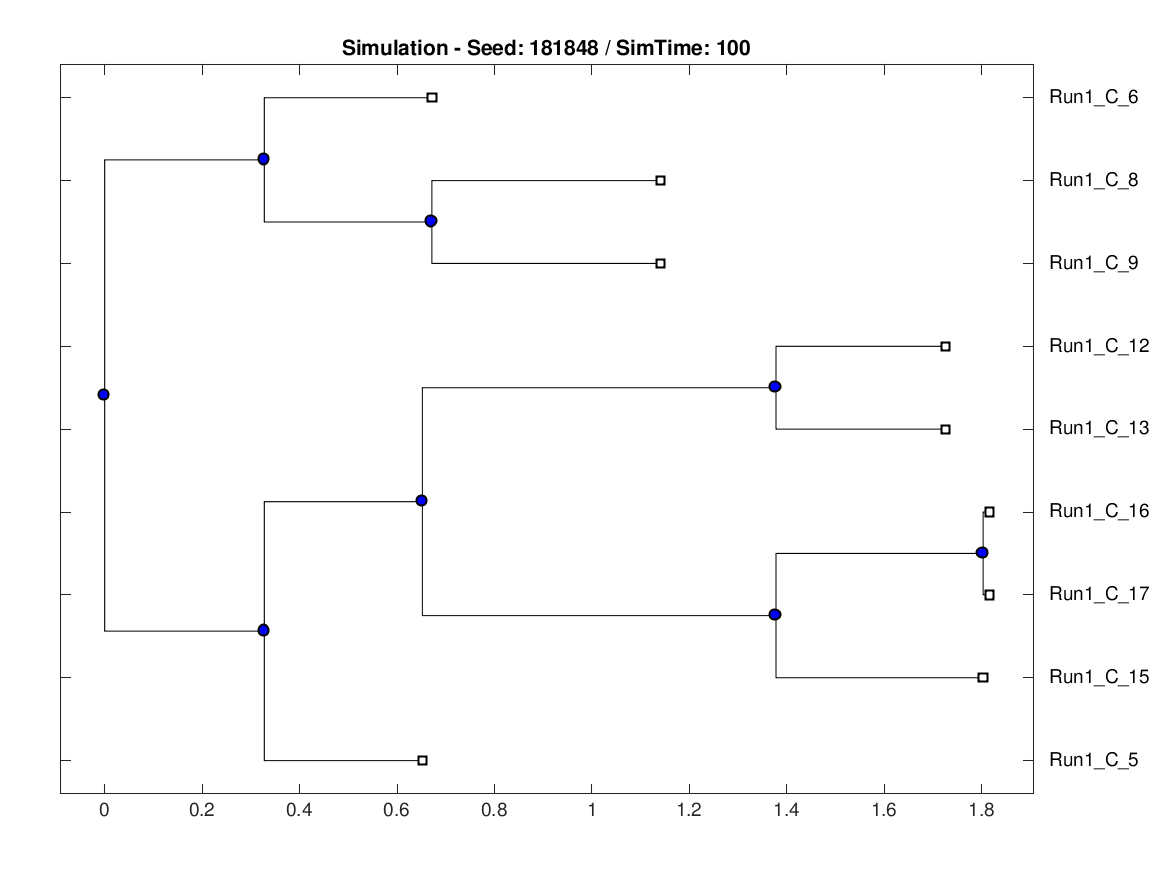 Simulation - Seed: 181848 / SimTime: 100
Run1_C_6
Run1_C_8
Run1_C_9
Run1_C_12
Run1_C_13
Run1_C_16
Run1_C_17
Run1_C_15
Run1_C_5
0 0.2 0.4 0.6 0.8 1 1.2 1.4 1.6 1.8